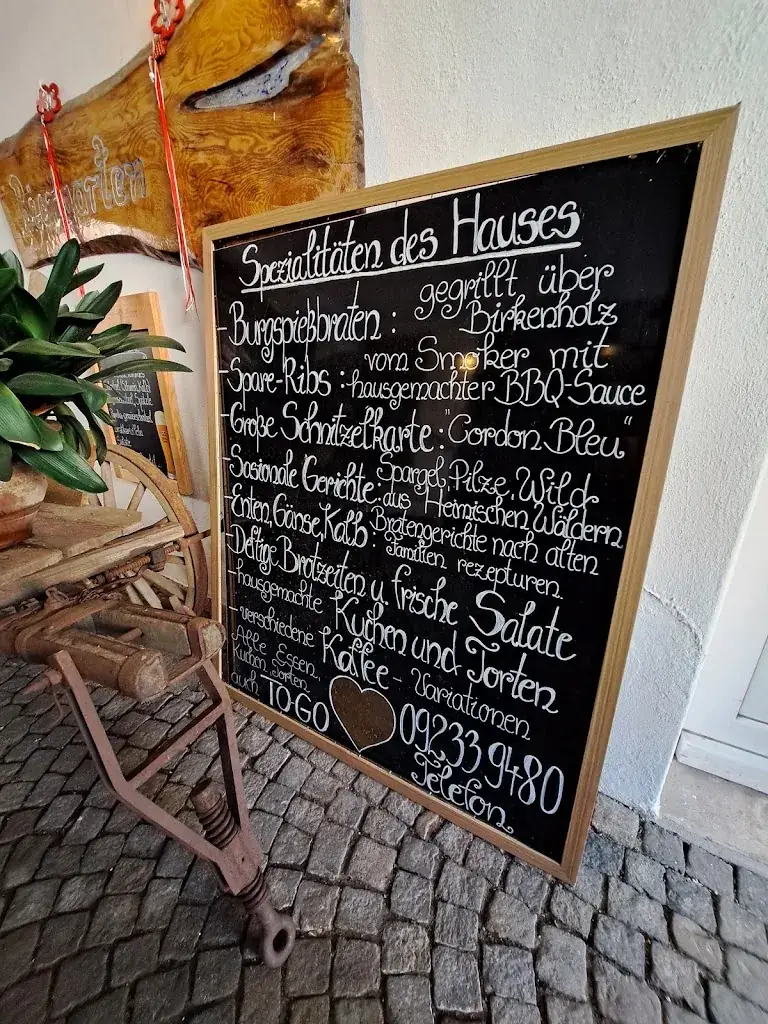 Biergarten
Spezialitäten des Hauses
- Burgspießbraten : gegrillt über
Birkenholz
- Spare-Ribs : vom Smoker mit
hausgemachter BBQ-Sauce
- Große Schnitzelkarte : "Cordon Bleu"
- Sasionale Gerichte : Spargel, Pilze, Wild
aus Heimischen Wäldern
- Enten, Gänse, Kalb : Bratengerichte nach alten
Familien rezepturen
- Deftige Brotzeiten u frische Salate
- hausgemachte Kuchen und Torten
- verschiedene Kaffee - Variationen
Alle Essen,
Kuchen Torten
auch TO-GO
09233 9480
Telefon